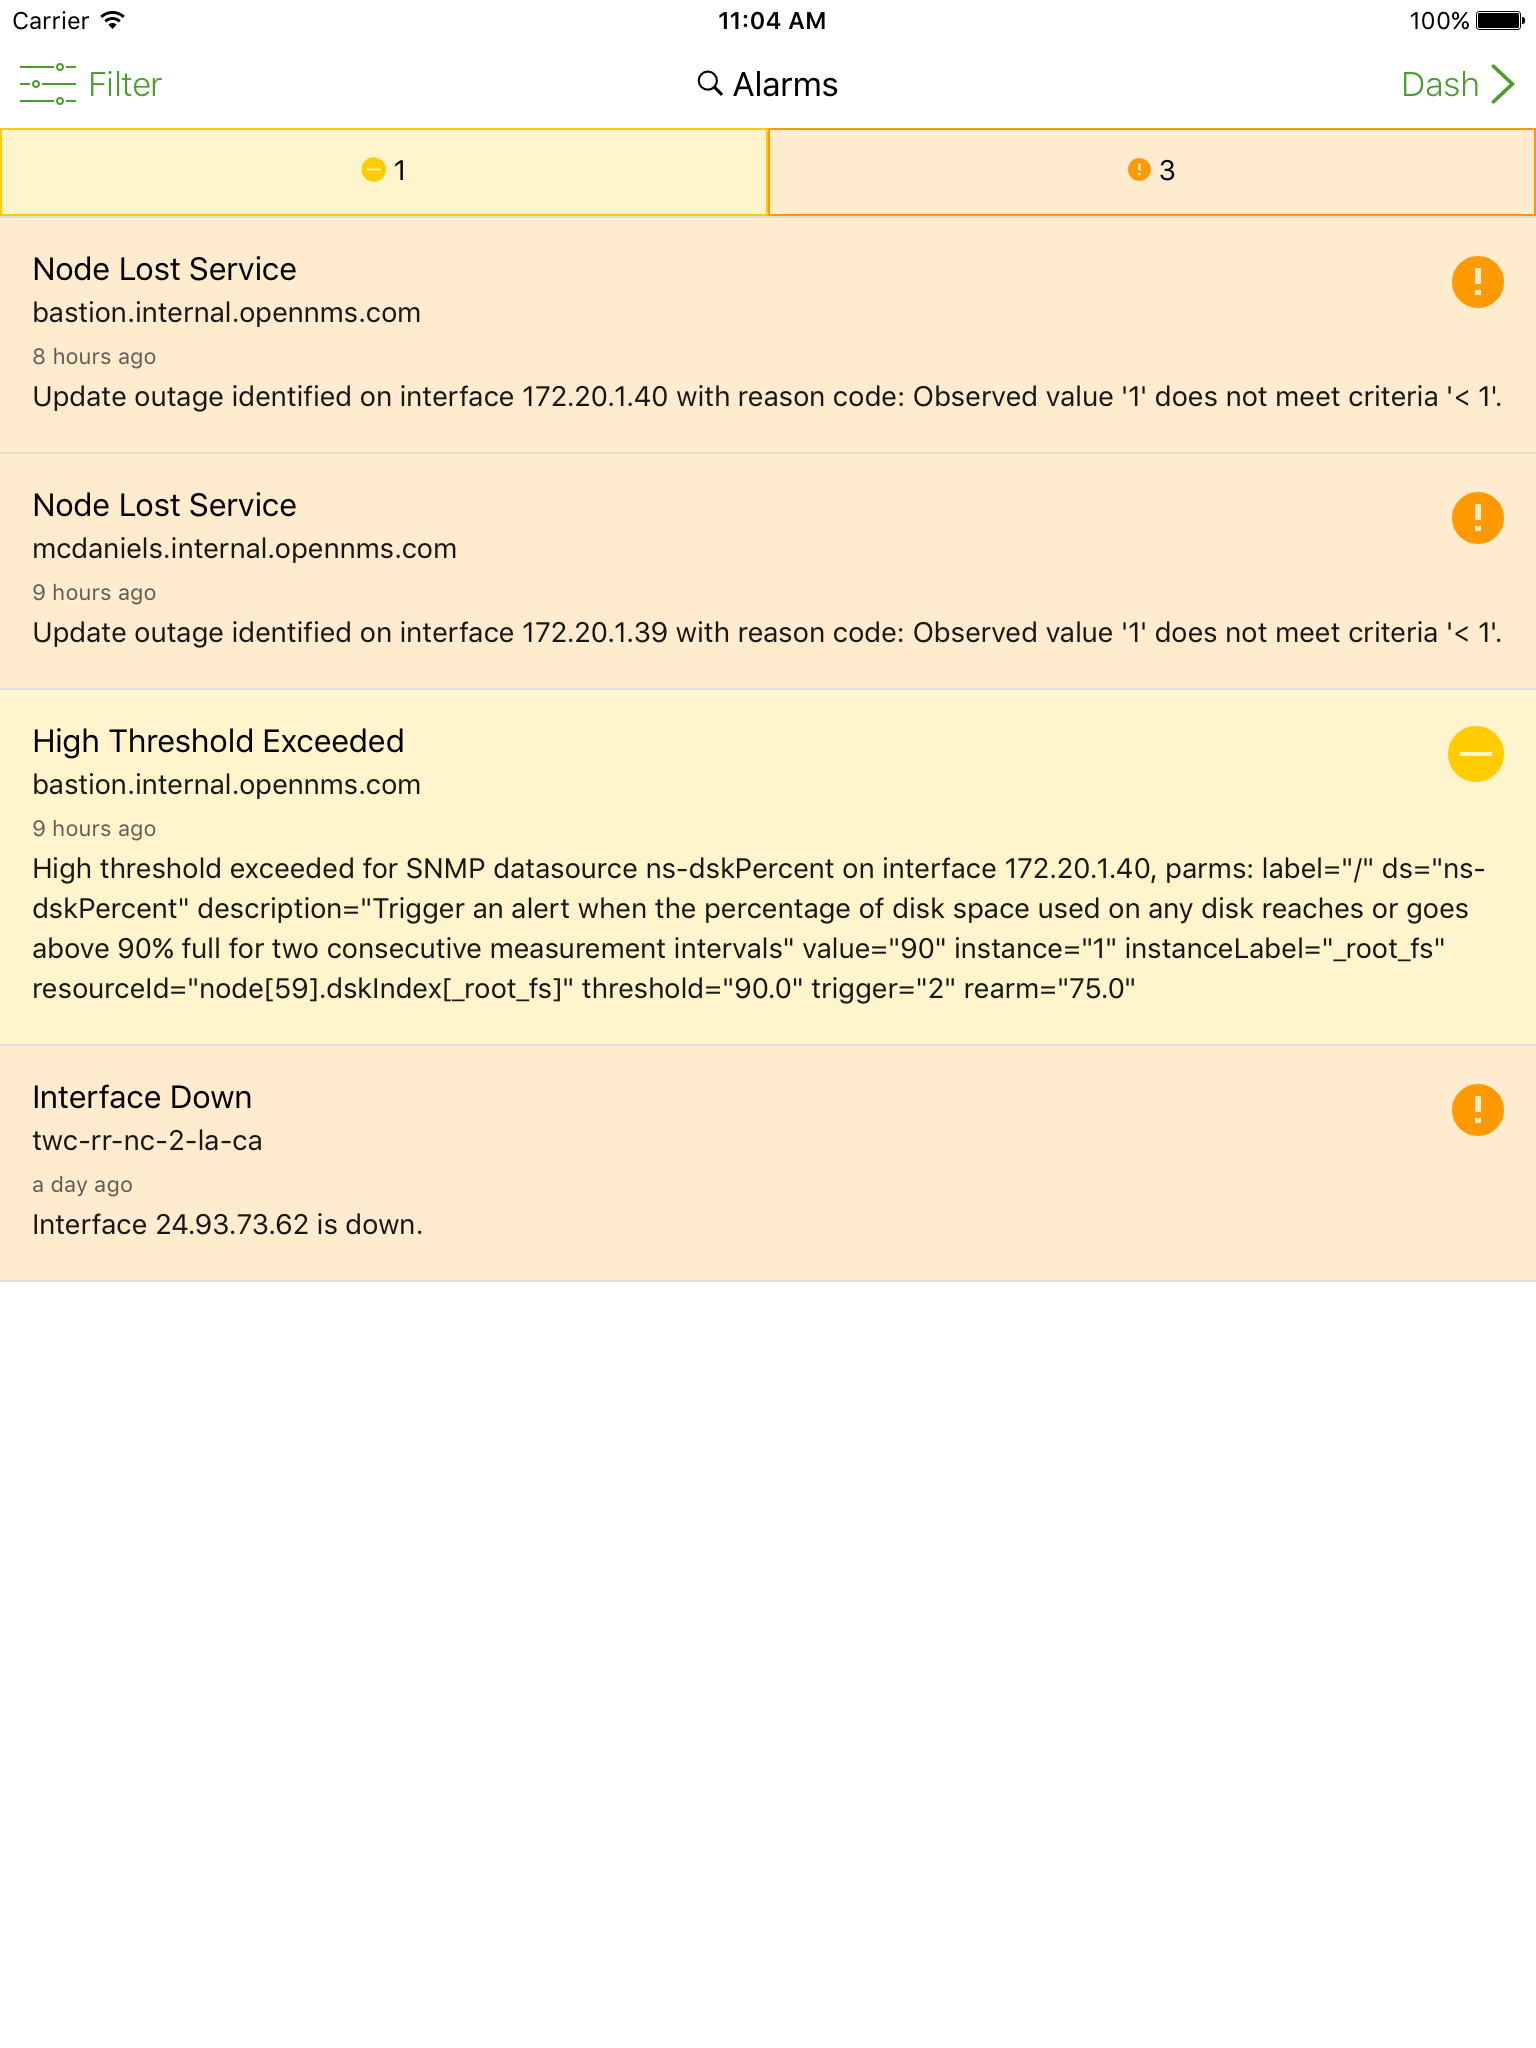 Carrier 11:04 AM 100%
Filter Alarms Dash
1 3
Node Lost Service
bastion.internal.opennms.com
8 hours ago
Update outage identified on interface 172.20.1.40 with reason code: Observed value '1' does not meet criteria '< 1'.
Node Lost Service
mcdaniels.internal.opennms.com
9 hours ago
Update outage identified on interface 172.20.1.39 with reason code: Observed value '1' does not meet criteria '< 1'.
High Threshold Exceeded
bastion.internal.opennms.com
9 hours ago
High threshold exceeded for SNMP datasource ns-dskPercent on interface 172.20.1.40, parms: label="/" ds="ns-
dskPercent" description="Trigger an alert when the percentage of disk space used on any disk reaches or goes
above 90% full for two consecutive measurement intervals" value="90" instance="1" instanceLabel="_root_fs"
resourceId="node[59].dskIndex[_root_fs]" threshold="90.0" trigger="2" rearm="75.0"
Interface Down
twc-rr-nc-2-la-ca
a day ago
Interface 24.93.73.62 is down.